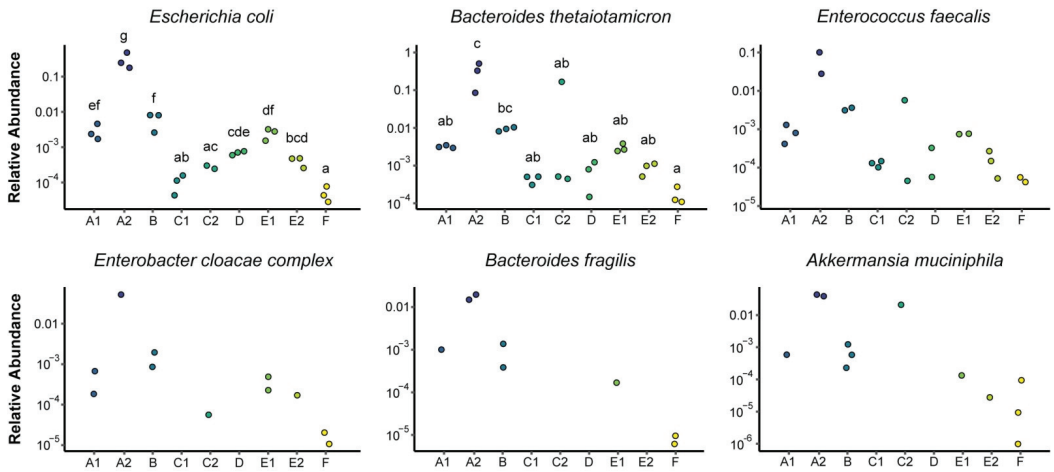 Escherichia coli
Bacteroides thetaiotamicron
Enterococcus faecalis
Relative Abundance
0.1
0.01
10⁻³
10⁻⁴
ef
g
f
ab
ac
cde
df
bcd
a
A1 A2 B C1 C2 D E1 E2 F
1
0.1
0.01
10⁻³
10⁻⁴
ab
c
bc
ab
ab
ab
ab
ab
a
A1 A2 B C1 C2 D E1 E2 F
0.1
0.01
10⁻³
10⁻⁴
10⁻⁵
A1 A2 B C1 C2 D E1 E2 F
Enterobacter cloacae complex
Bacteroides fragilis
Akkermansia muciniphila
Relative Abundance
0.01
10⁻³
10⁻⁴
10⁻⁵
A1 A2 B C1 C2 D E1 E2 F
0.01
10⁻³
10⁻⁴
10⁻⁵
A1 A2 B C1 C2 D E1 E2 F
0.01
10⁻³
10⁻⁴
10⁻⁵
10⁻⁶
A1 A2 B C1 C2 D E1 E2 F